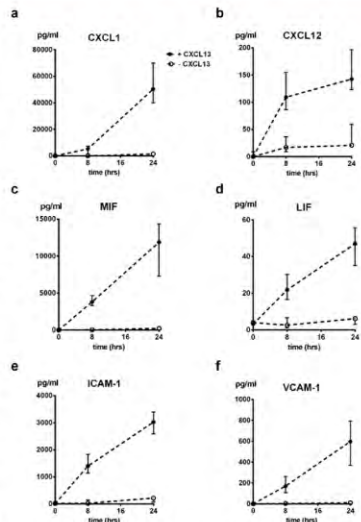 a
CXCL1
pg/ml
80000
60000
40000
20000
0
0 8 16 24
time (hrs)
+ CXCL13
- CXCL13
b
CXCL12
pg/ml
200
150
100
50
0
0 8 16 24
time (hrs)
c
MIF
pg/ml
15000
10000
5000
0
0 8 16 24
time (hrs)
d
LIF
pg/ml
60
40
20
0
0 8 16 24
time (hrs)
e
ICAM-1
pg/ml
4000
3000
2000
1000
0
0 8 16 24
time (hrs)
f
VCAM-1
pg/ml
1000
800
600
400
200
0
0 8 16 24
time (hrs)